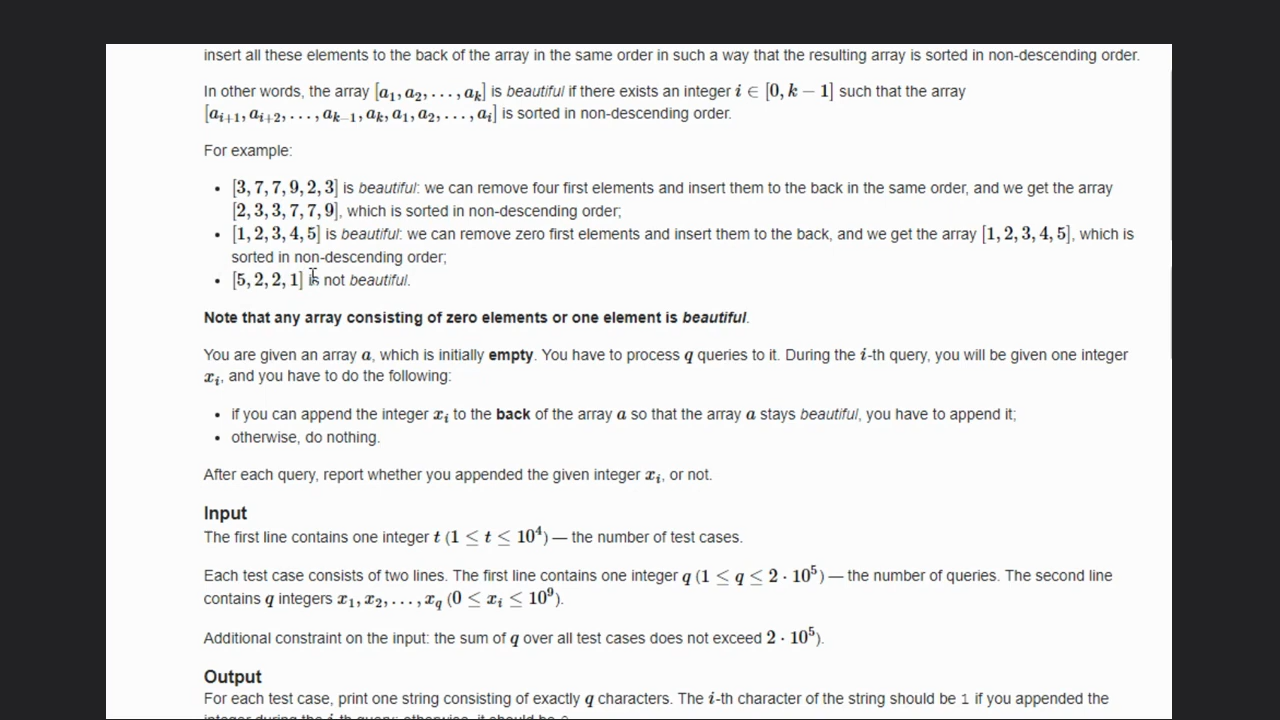 insert all these elements to the back of the array in the same order in such a way that the resulting array is sorted in non-descending order.
In other words, the array [a₁, a₂, . . . , aₖ] is beautiful if there exists an integer i ∈ [0, k − 1] such that the array
[aᵢ₊₁, aᵢ₊₂, . . . , aₖ₋₁, aₖ, a₁, a₂, . . . , aᵢ] is sorted in non-descending order.
For example:
• [3, 7, 7, 9, 2, 3] is beautiful: we can remove four first elements and insert them to the back in the same order, and we get the array
[2, 3, 3, 7, 7, 9], which is sorted in non-descending order;
• [1, 2, 3, 4, 5] is beautiful: we can remove zero first elements and insert them to the back, and we get the array [1, 2, 3, 4, 5], which is
sorted in non-descending order;
• [5, 2, 2, 1] is not beautiful.
Note that any array consisting of zero elements or one element is beautiful.
You are given an array a, which is initially empty. You have to process q queries to it. During the i-th query, you will be given one integer
xᵢ, and you have to do the following:
• if you can append the integer xᵢ to the back of the array a so that the array a stays beautiful, you have to append it;
• otherwise, do nothing.
After each query, report whether you appended the given integer xᵢ, or not.
Input
The first line contains one integer t (1 ≤ t ≤ 10⁴) — the number of test cases.
Each test case consists of two lines. The first line contains one integer q (1 ≤ q ≤ 2 · 10⁵) — the number of queries. The second line
contains q integers x₁, x₂, . . . , x_q (0 ≤ xᵢ ≤ 10⁹).
Additional constraint on the input: the sum of q over all test cases does not exceed 2 · 10⁵).
Output
For each test case, print one string consisting of exactly q characters. The i-th character of the string should be 1 if you appended the
integer during the i-th query; otherwise, it should be 0.